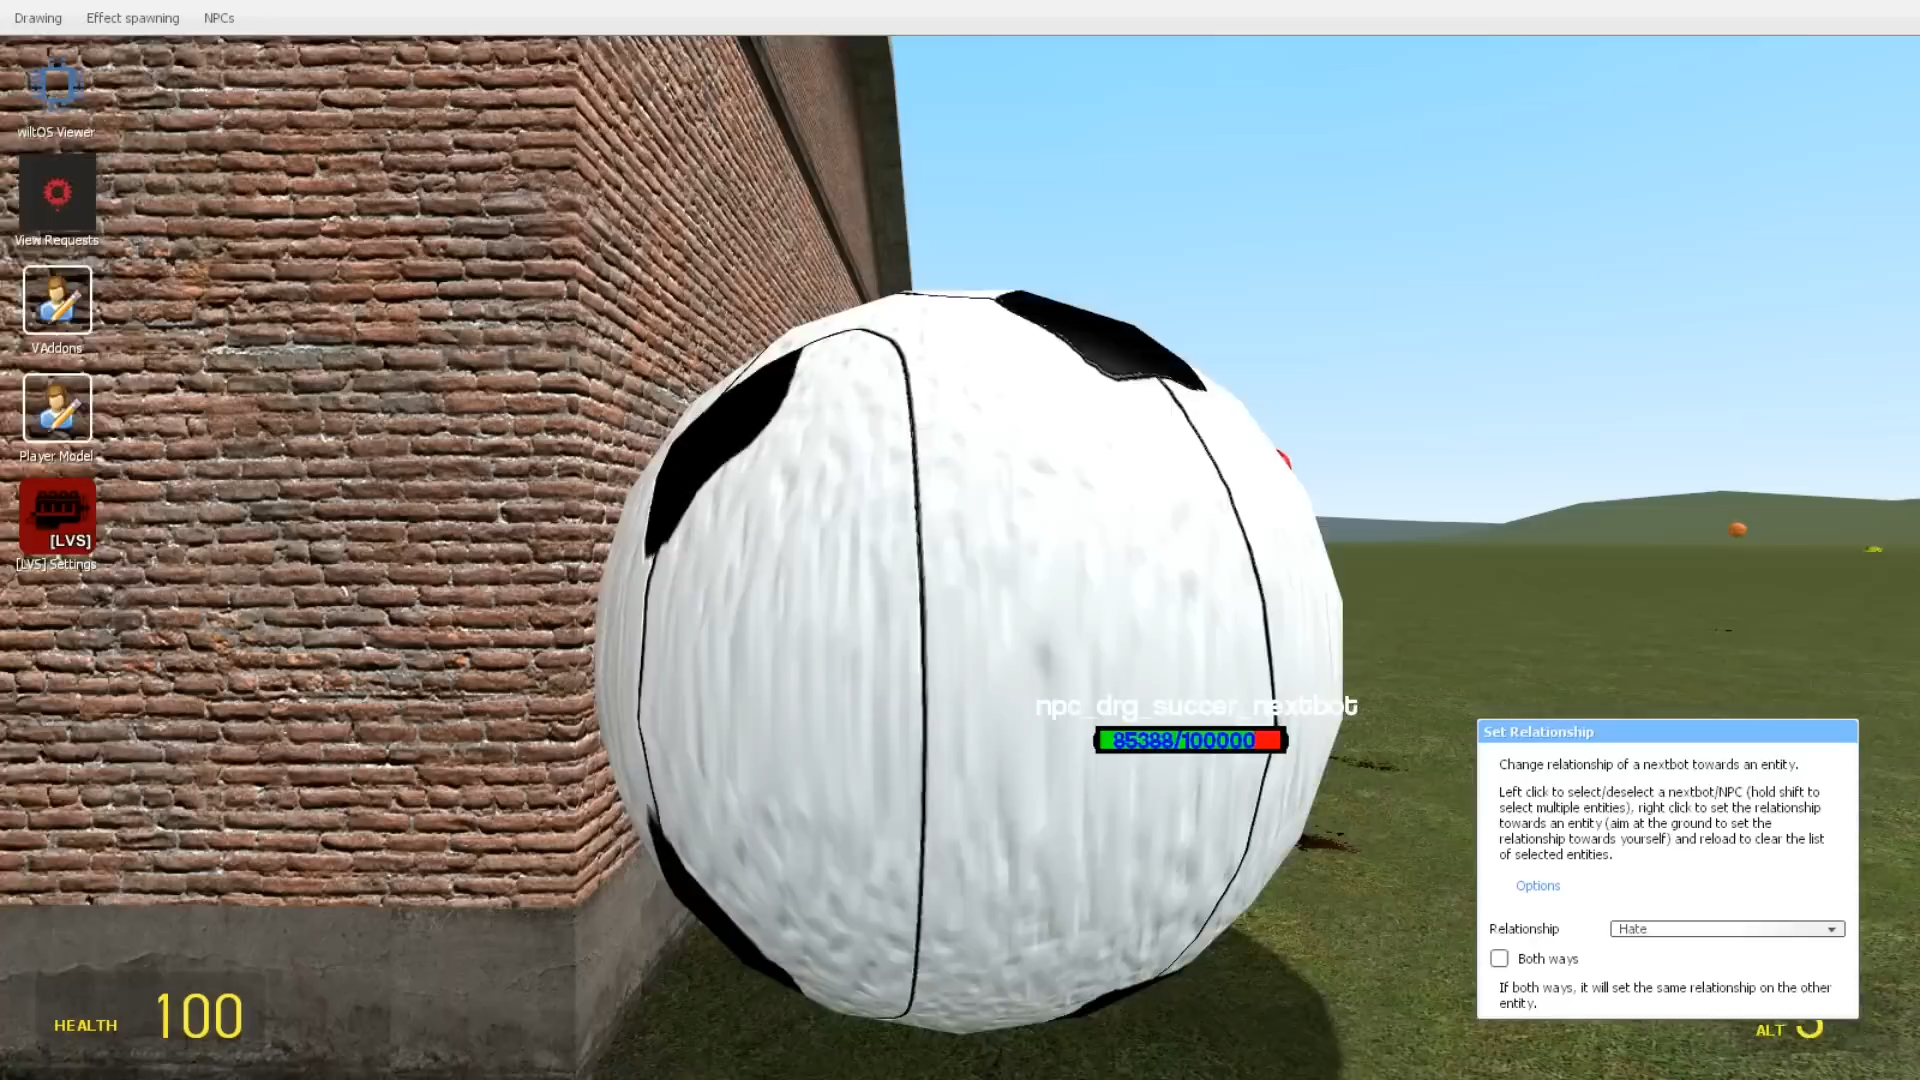 Drawing Effect spawning NPCs
wiltOS Viewer
View Requests
VAddons
Player Model
[LVS]
[LVS] Settings
npc_drg_succer_nextbot
85388/100000
Set Relationship
Change relationship of a nextbot towards an entity.
Left click to select/deselect a nextbot/NPC (hold shift to
select multiple entities), right click to set the relationship
towards an entity (aim at the ground to set the
relationship towards yourself) and reload to clear the list
of selected entities.
Options
Relationship Hate
Both ways
If both ways, it will set the same relationship on the other
entity.
HEALTH 100
ALT